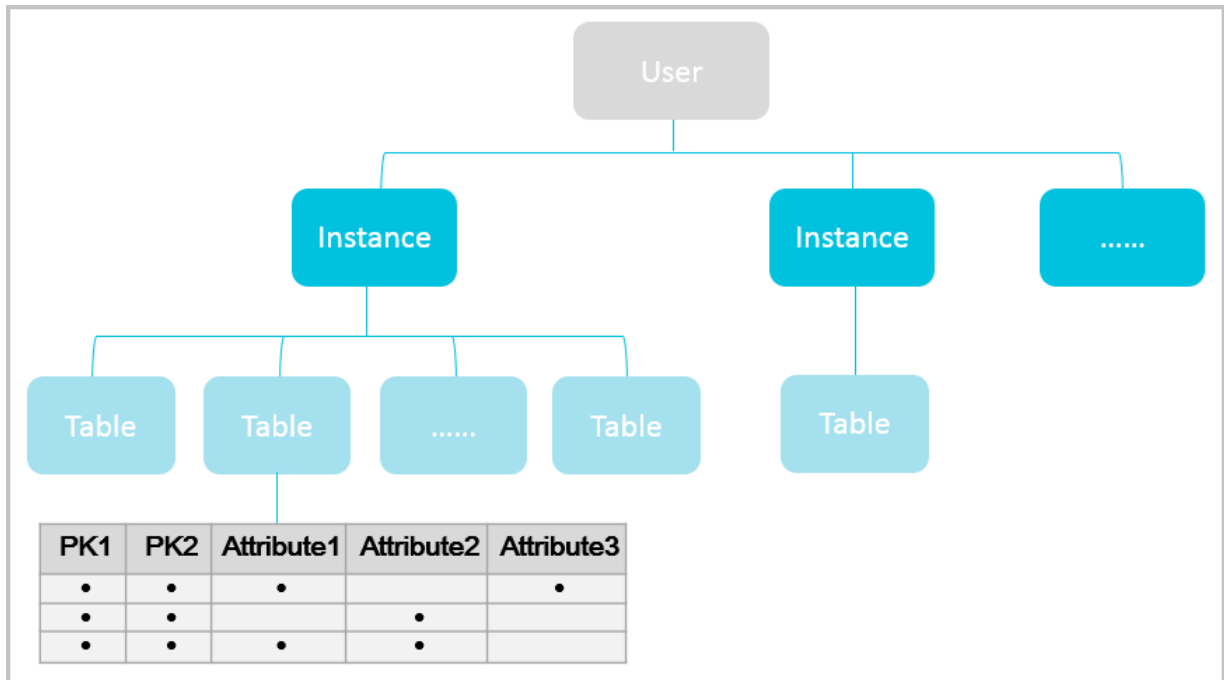 User
Instance Instance ......
Table Table ...... Table Table
PK1 PK2 Attribute1 Attribute2 Attribute3
• • • •
• • •
• • • •